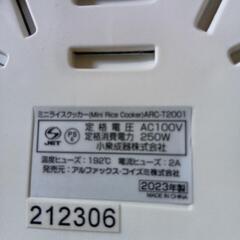 ミニライスクッカー(Mini Rice Cooker)ARC-T2001
JET
PS
E
定格電圧 AC100V
定格消費電力 250W
小泉成器株式会社
温度ヒューズ：192℃ 電流ヒューズ：2A
発売元：アルファックス・コイズミ株式会社
2023年製
MADE IN CHINA
212306